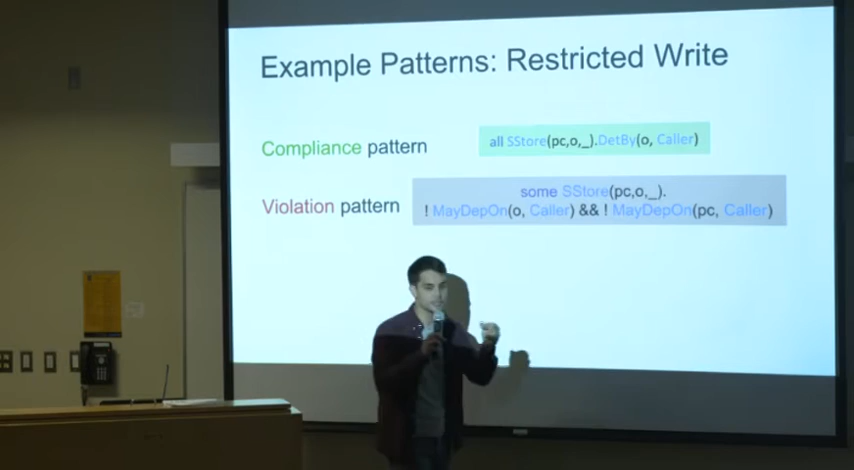 Example Patterns: Restricted Write
Compliance pattern
all SStore(pc,o,_).DetBy(o, Caller)
Violation pattern
some SStore(pc,o,_).
! MayDepOn(o, Caller) && ! MayDepOn(pc, Caller)